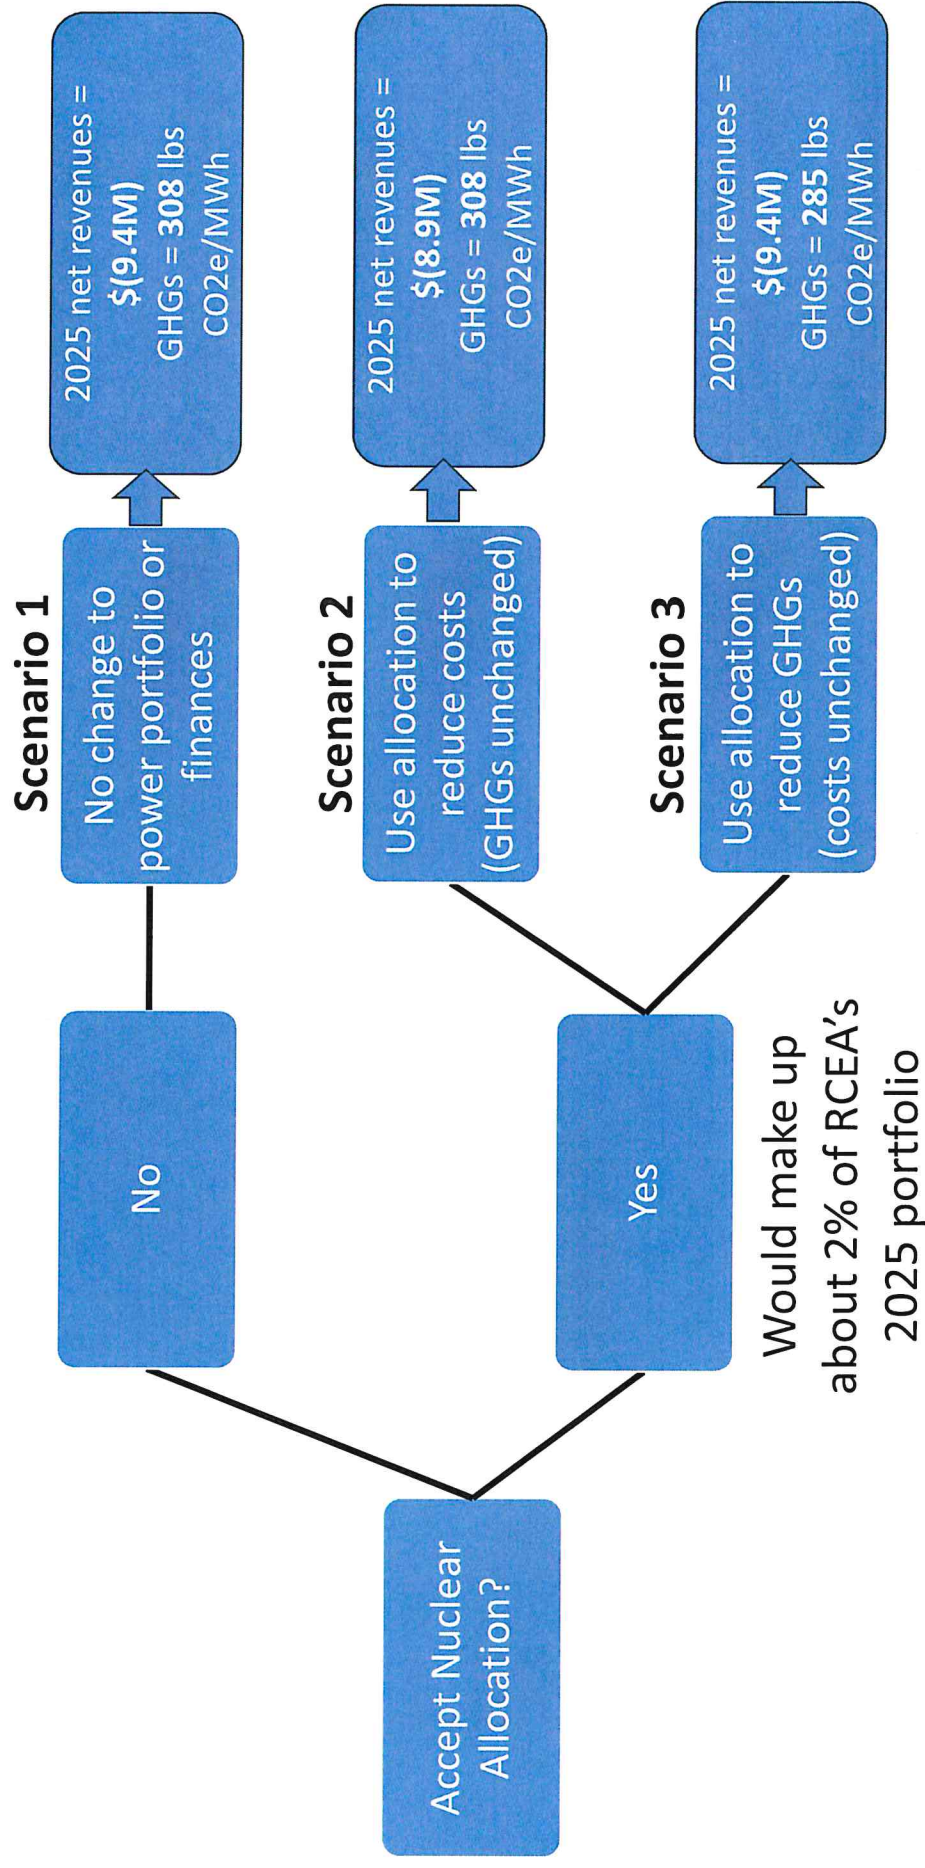 Accept Nuclear
Allocation?
No
Yes
Would make up
about 2% of RCEA's
2025 portfolio
Scenario 1
No change to
power portfolio or
finances
2025 net revenues =
$(9.4M)
GHGs = 308 lbs
CO2e/MWh
Scenario 2
Use allocation to
reduce costs
(GHGs unchanged)
2025 net revenues =
$(8.9M)
GHGs = 308 lbs
CO2e/MWh
Scenario 3
Use allocation to
reduce GHGs
(costs unchanged)
2025 net revenues =
$(9.4M)
GHGs = 285 lbs
CO2e/MWh